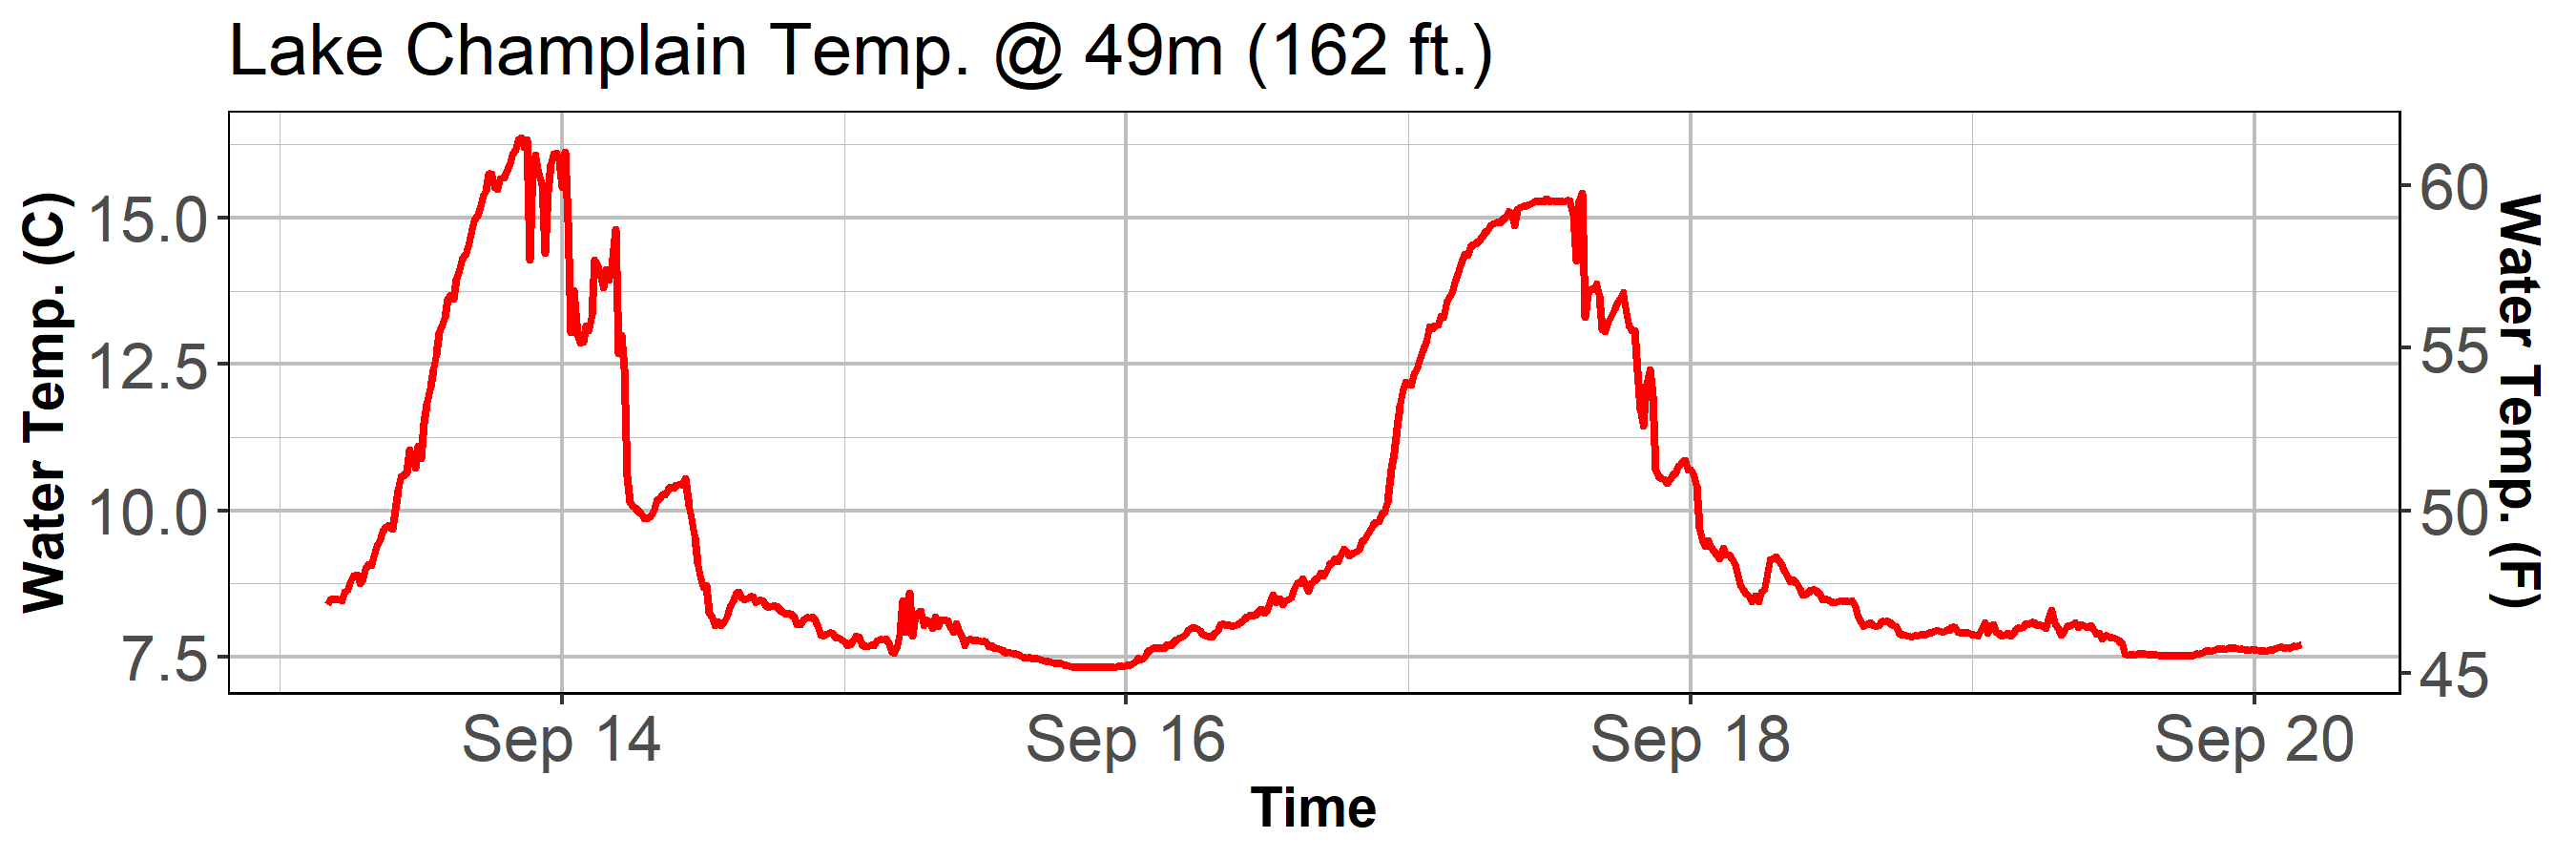 Lake Champlain Temp. @ 49m (162 ft.)
Water Temp. (C)
15.0
12.5
10.0
7.5
60
55
50
45
Water Temp. (F)
Sep 14 Sep 16 Sep 18 Sep 20
Time